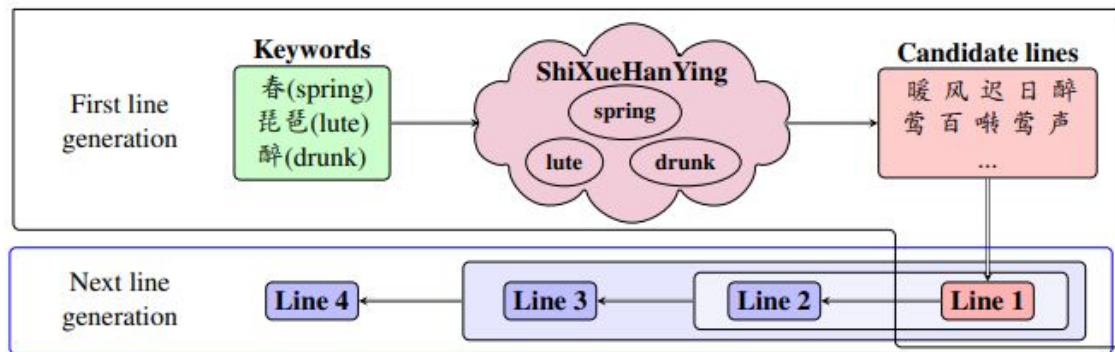 First line
generation
Keywords
春(spring)
琵琶(lute)
醉(drunk)
ShiXueHanYing
spring
lute
drunk
Candidate lines
暖 风 迟 日 醉
莺 百 啭 莺 声
...
Next line
generation
Line 4
Line 3
Line 2
Line 1